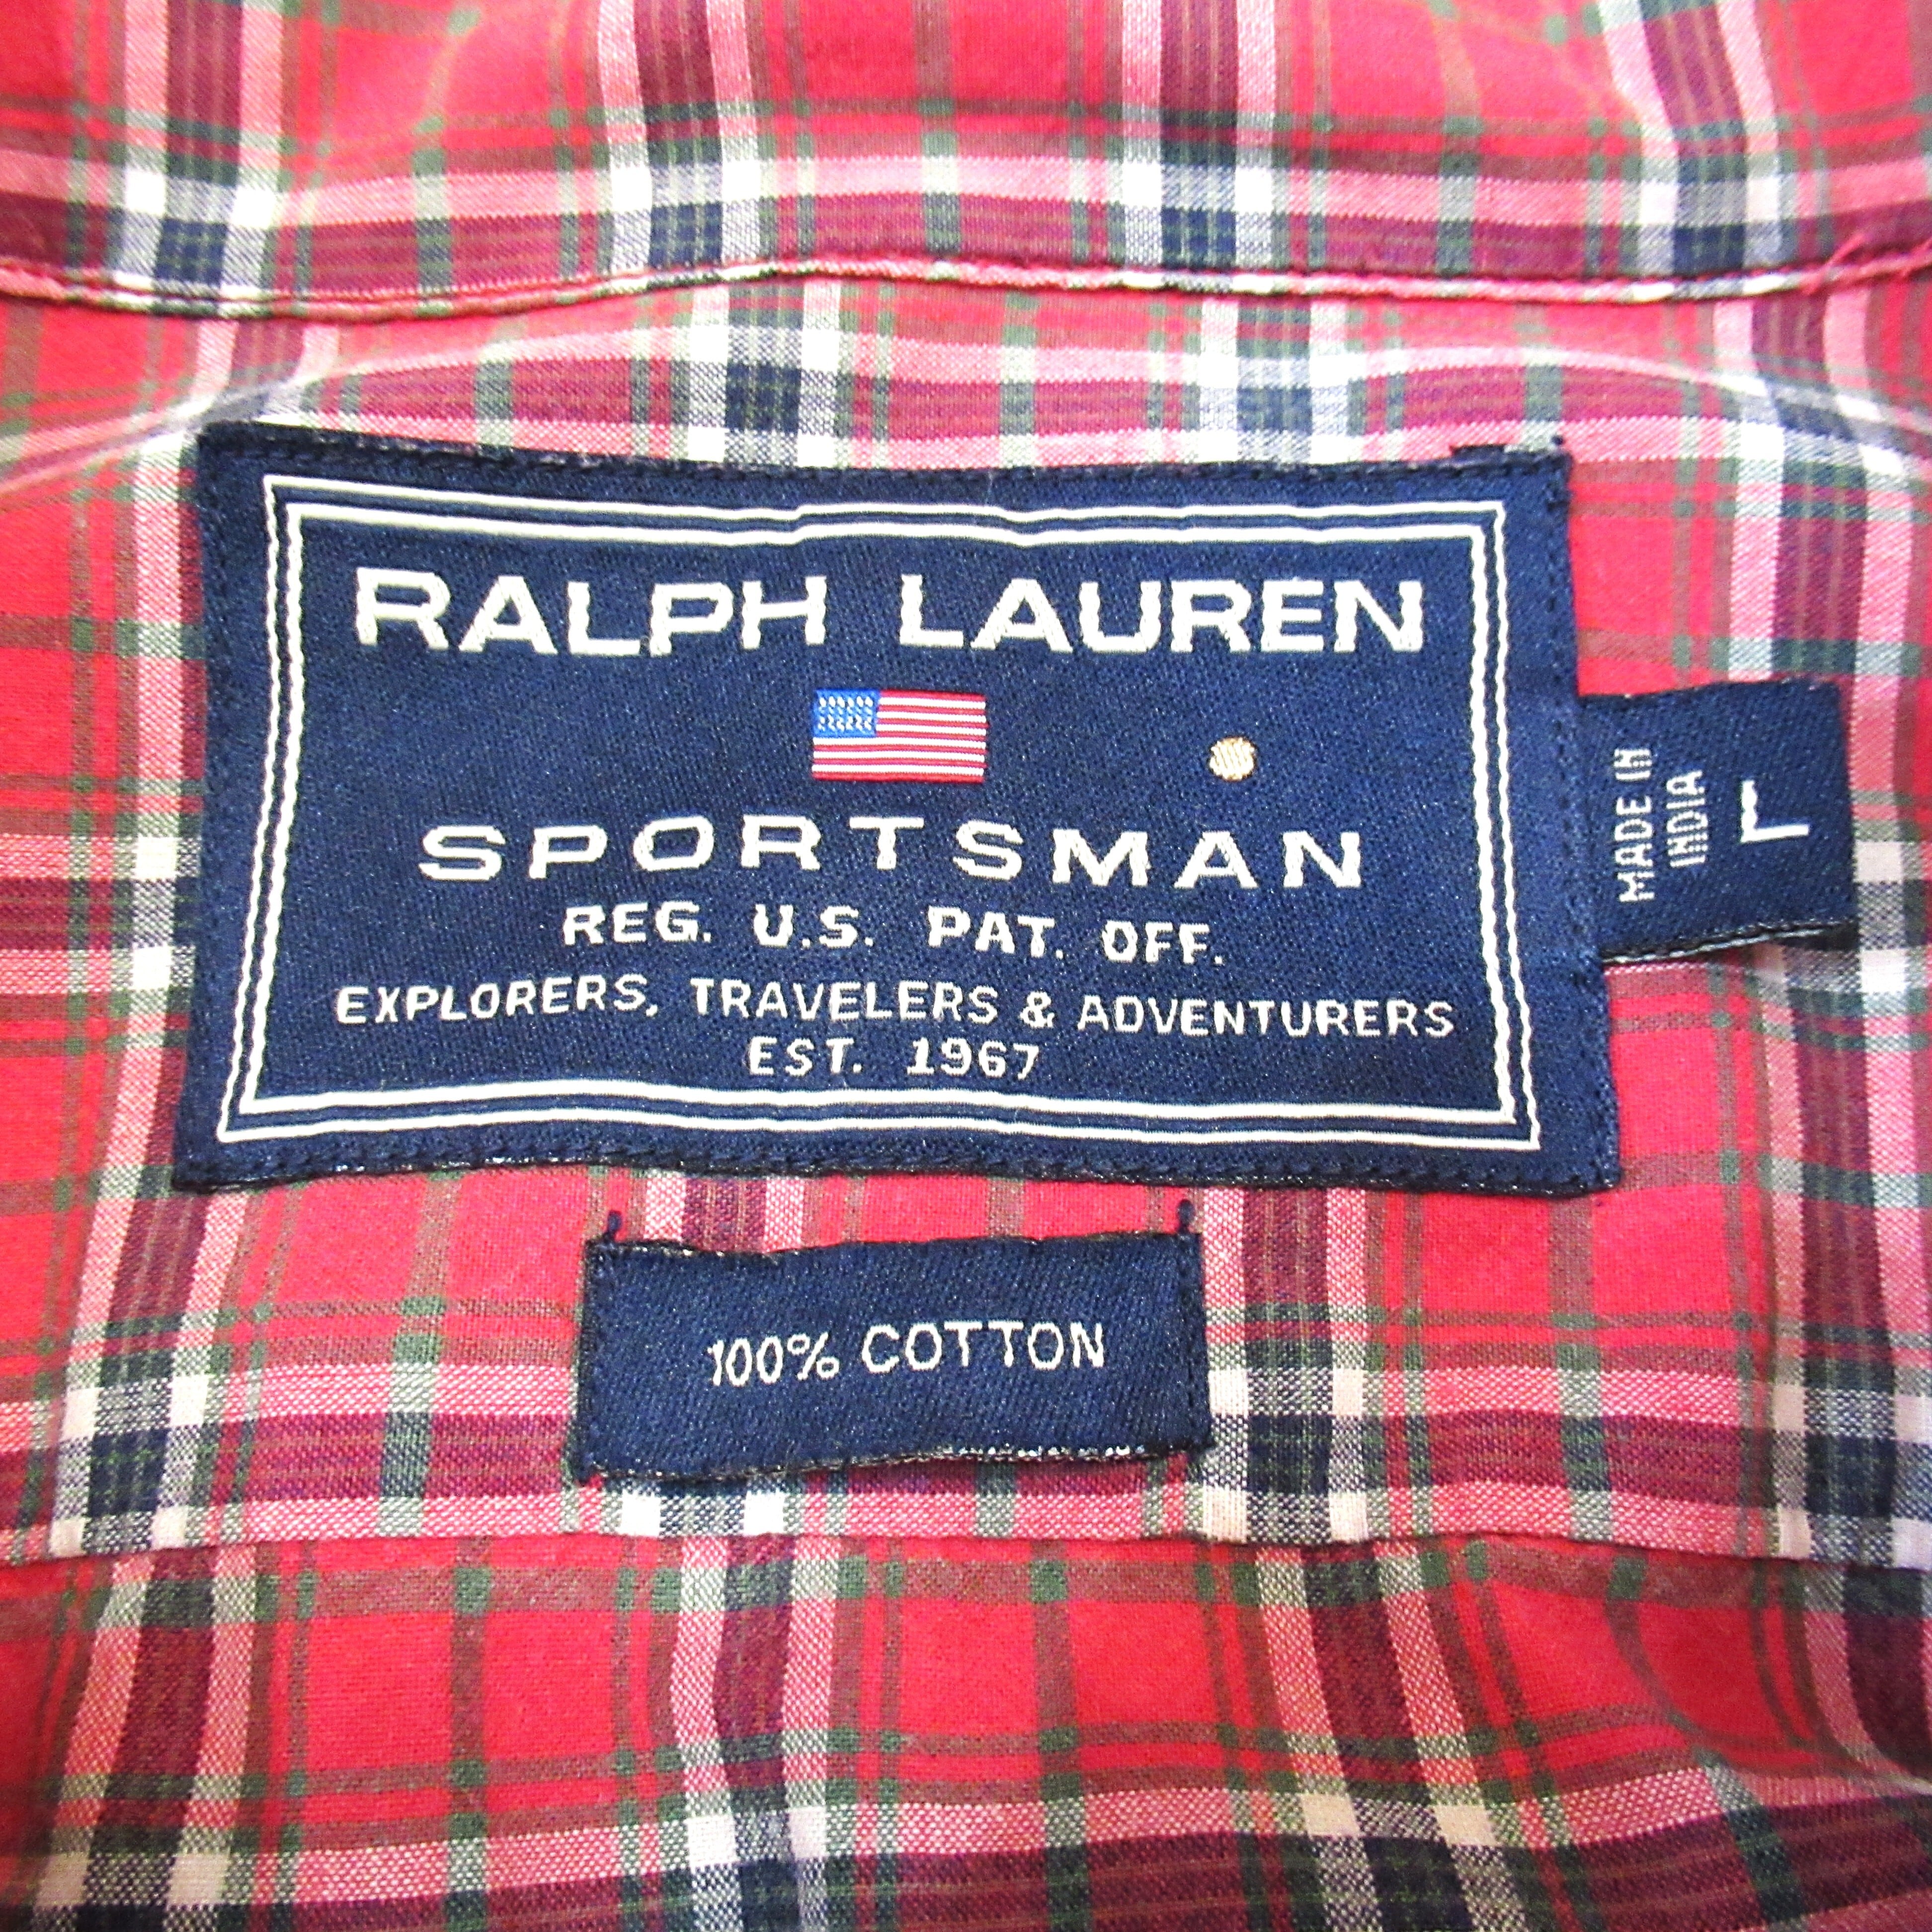 RALPH LAUREN
SPORTSMAN
REG. U.S. PAT. OFF.
EXPLORERS, TRAVELERS & ADVENTURERS
EST. 1967
MADE IN
INDIA
L
100% COTTON